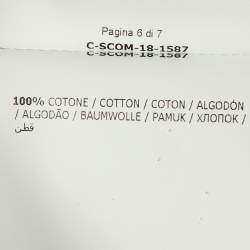 Pagina 6 di 7
C-SCOM-18-1587
C-SCOM-18-1587
100% COTONE / COTTON / COTON / ALGODÓN
/ ALGODÃO / BAUMWOLLE / PAMUK / ХЛОПОК /
قطن